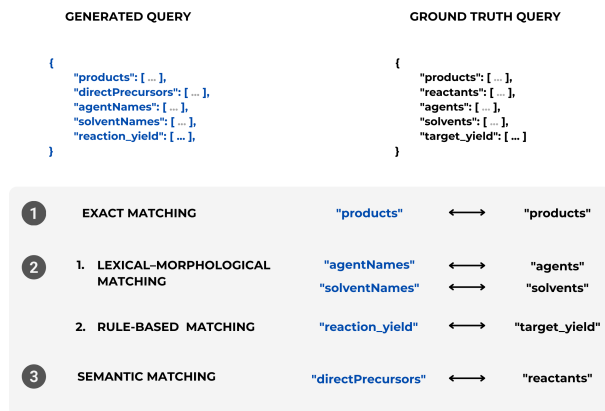 GENERATED QUERY
GROUND TRUTH QUERY
{
"products": [ ... ],
"directPrecursors": [ ... ],
"agentNames": [ ... ],
"solventNames": [ ... ],
"reaction_yield": [ ... ],
}
{
"products": [ ... ],
"reactants": [ ... ],
"agents": [ ... ],
"solvents": [ ... ],
"target_yield": [ ... ]
}
1 EXACT MATCHING "products" ⟷ "products"
2 1. LEXICAL–MORPHOLOGICAL "agentNames" ⟷ "agents"
MATCHING "solventNames" ⟷ "solvents"
2. RULE-BASED MATCHING "reaction_yield" ⟷ "target_yield"
3 SEMANTIC MATCHING "directPrecursors" ⟷ "reactants"